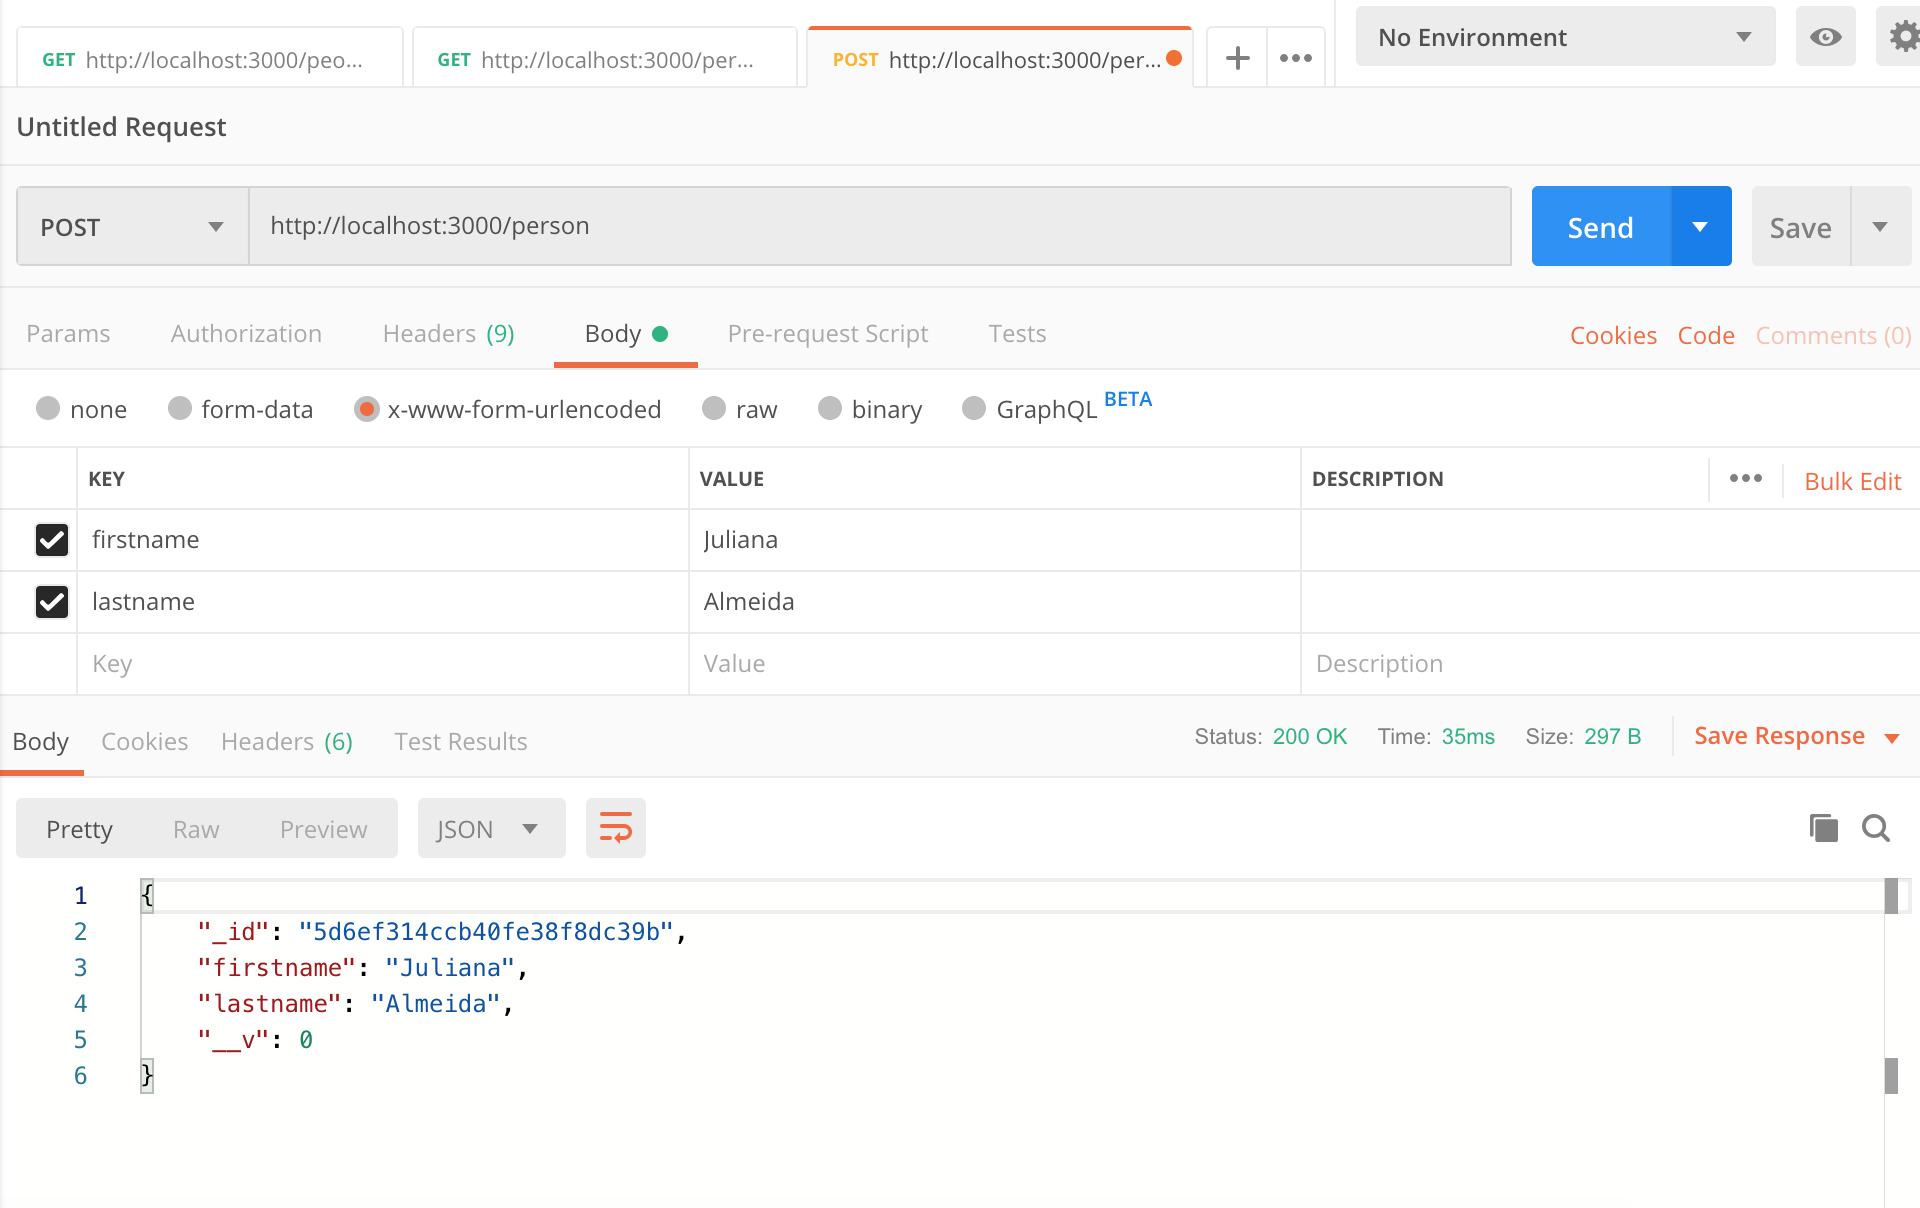 GET http://localhost:3000/peo... GET http://localhost:3000/per... POST http://localhost:3000/per... No Environment
Untitled Request
POST http://localhost:3000/person Send Save
Params Authorization Headers (9) Body Pre-request Script Tests Cookies Code Comments (0)
none form-data x-www-form-urlencoded raw binary GraphQL BETA
KEY VALUE DESCRIPTION ••• Bulk Edit
firstname Juliana
lastname Almeida
Key Value Description
Body Cookies Headers (6) Test Results Status: 200 OK Time: 35ms Size: 297 B Save Response
Pretty Raw Preview JSON
1 {
2 "_id": "5d6ef314ccb40fe38f8dc39b",
3 "firstname": "Juliana",
4 "lastname": "Almeida",
5 "__v": 0
6 }